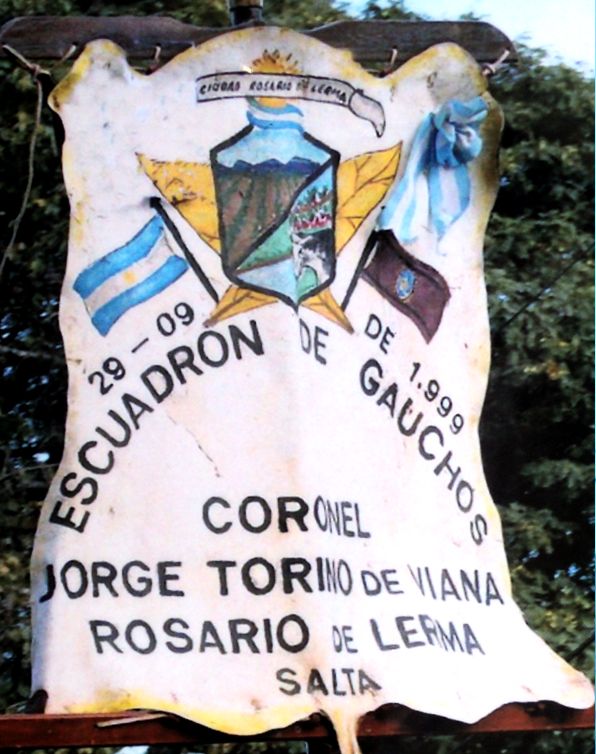 CIUDAD ROSARIO DE LERMA
29-09 DE 1.999
ESCUADRON DE GAUCHOS
CORONEL
JORGE TORINO DE VIANA
ROSARIO DE LERMA
SALTA